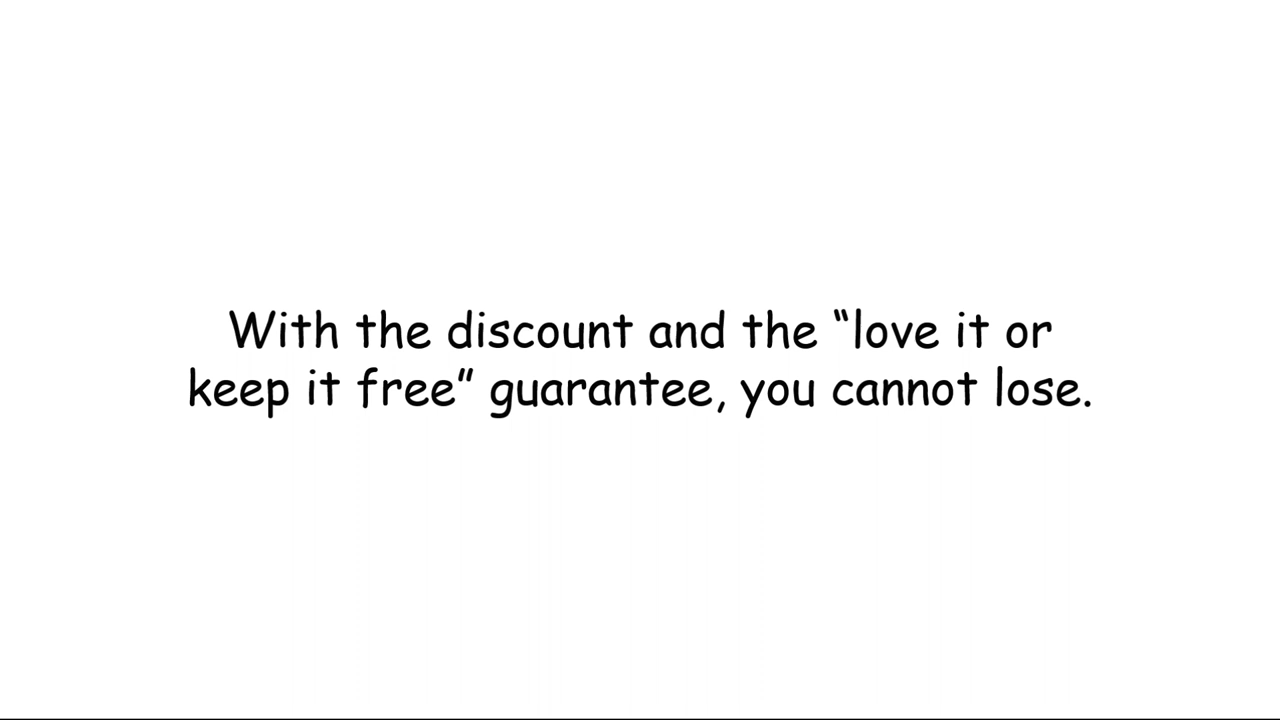 With the discount and the “love it or
keep it free” guarantee, you cannot lose.